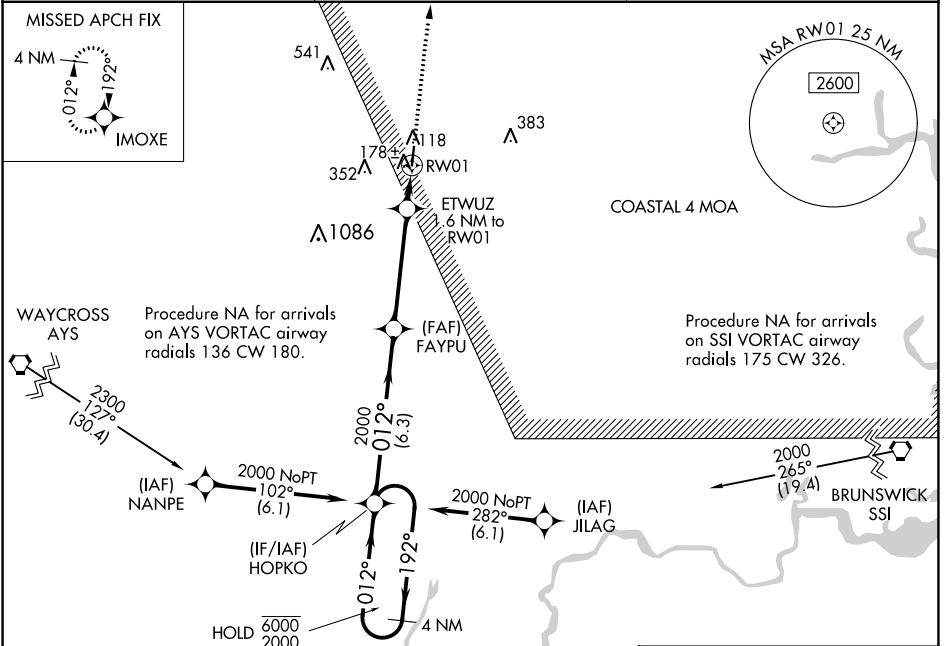 MISSED APCH FIX
4 NM
012°
192°
IMOXE
541
MSA RW01 25 NM
2600
118
383
178±
352
RW01
ETWUZ
1.6 NM to
RW01
COASTAL 4 MOA
1086
WAYCROSS
AYS
Procedure NA for arrivals
on AYS VORTAC airway
radials 136 CW 180.
(FAF)
FAYPU
Procedure NA for arrivals
on SSI VORTAC airway
radials 175 CW 326.
2300
127°
(30.4)
2000
012°
(6.3)
(IAF)
NANPE
2000 NoPT
102°
(6.1)
2000 NoPT
282°
(6.1)
(IAF)
JILAG
2000
265°
(19.4)
BRUNSWICK
SSI
(IF/IAF)
HOPKO
012°
192°
HOLD 6000
2000
4 NM